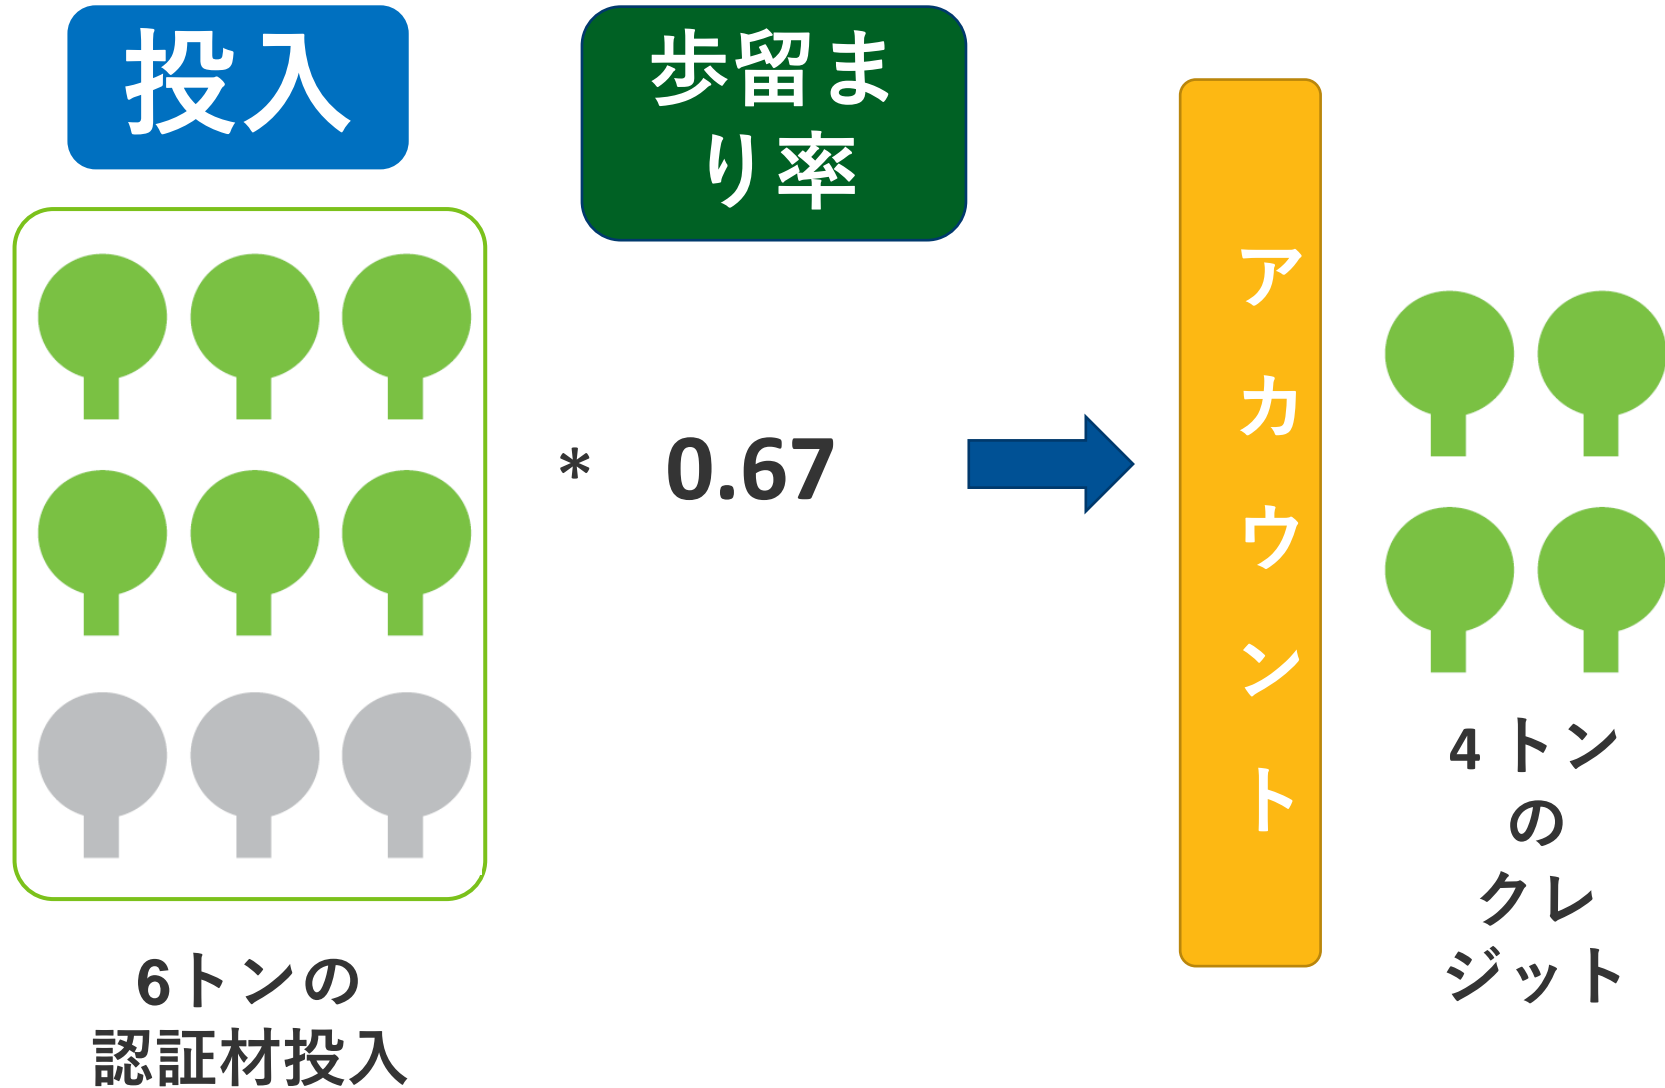 投入
歩留ま
り率
6トンの
認証材投入
* 0.67
アカウント
4 トン
の
クレ
ジット